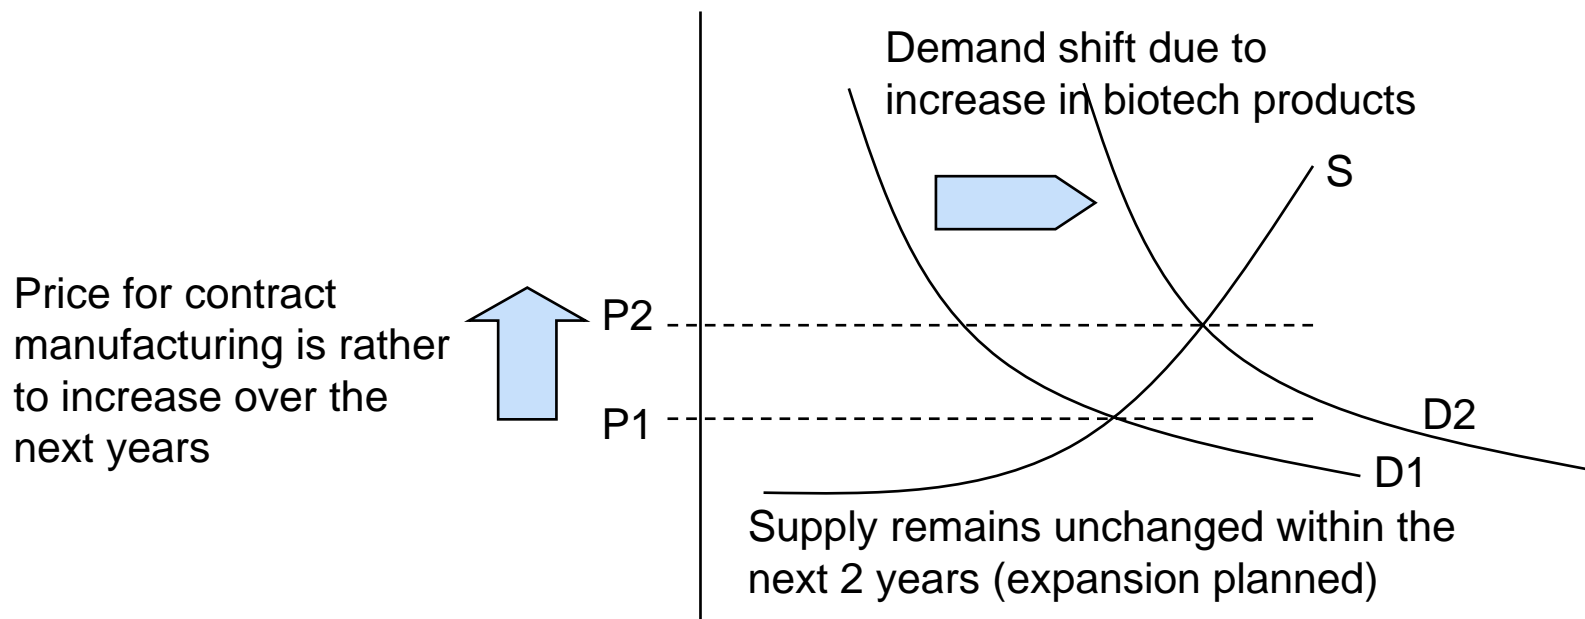 Demand shift due to
increase in biotech products
S
Price for contract
manufacturing is rather
to increase over the
next years
P2
P1
D2
D1
Supply remains unchanged within the
next 2 years (expansion planned)